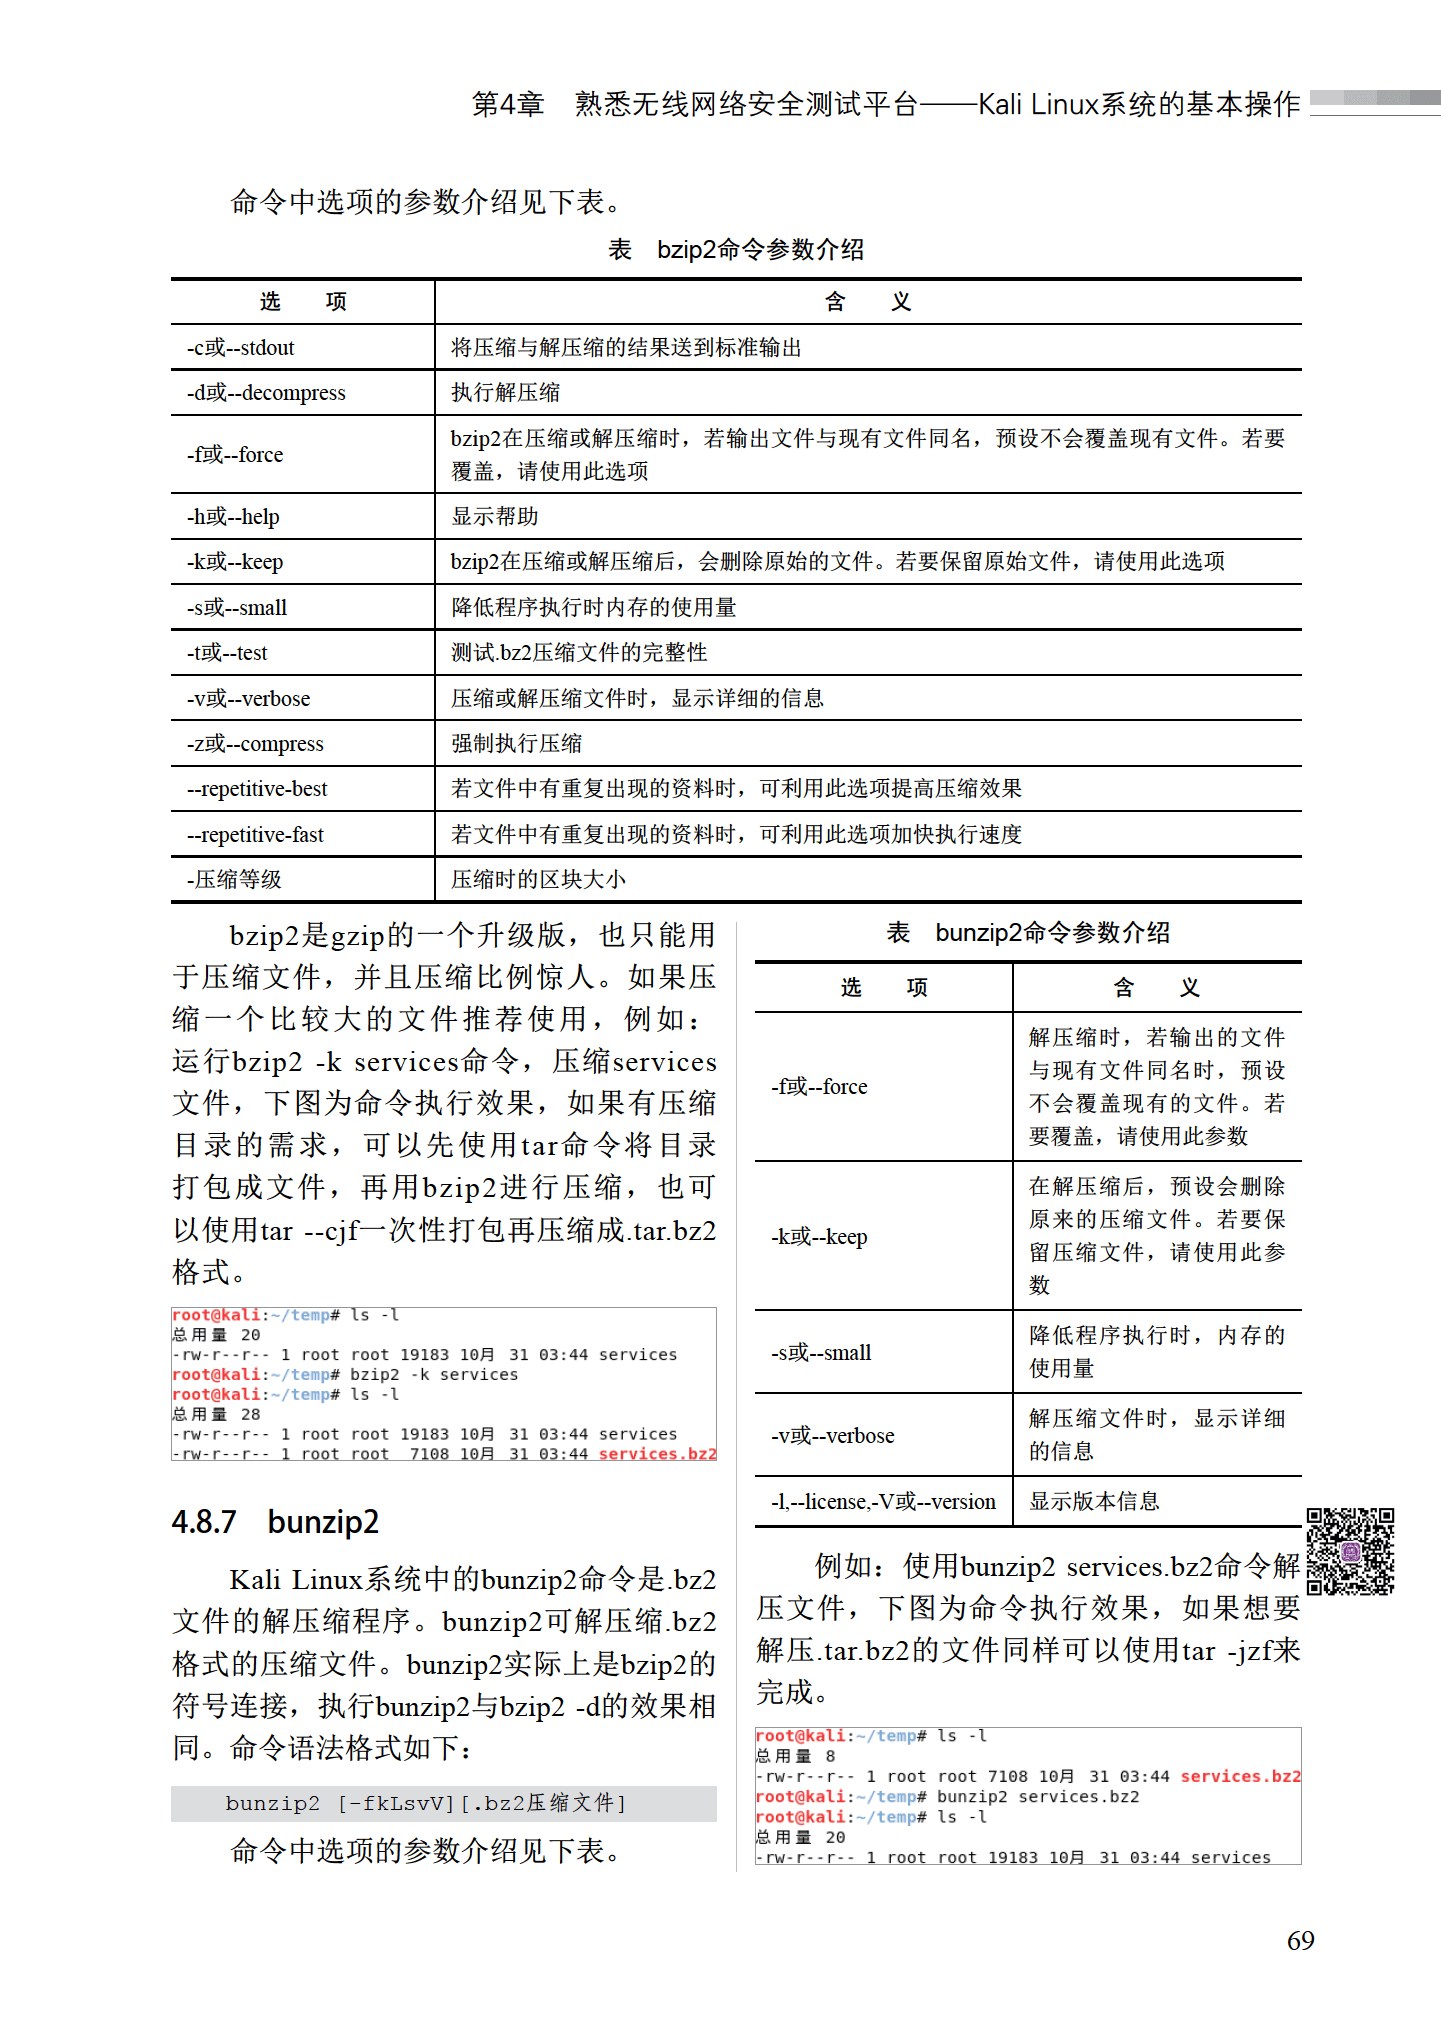 第4章　熟悉无线网络安全测试平台——Kali Linux系统的基本操作
命令中选项的参数介绍见下表。
表　bzip2命令参数介绍
选　项　含　义
-c或--stdout　将压缩与解压缩的结果送到标准输出
-d或--decompress　执行解压缩
-f或--force　bzip2在压缩或解压缩时，若输出文件与现有文件同名，预设不会覆盖现有文件。若要
覆盖，请使用此选项
-h或--help　显示帮助
-k或--keep　bzip2在压缩或解压缩后，会删除原始的文件。若要保留原始文件，请使用此选项
-s或--small　降低程序执行时内存的使用量
-t或--test　测试.bz2压缩文件的完整性
-v或--verbose　压缩或解压缩文件时，显示详细的信息
-z或--compress　强制执行压缩
--repetitive-best　若文件中有重复出现的资料时，可利用此选项提高压缩效果
--repetitive-fast　若文件中有重复出现的资料时，可利用此选项加快执行速度
-压缩等级　压缩时的区块大小
bzip2是gzip的一个升级版，也只能用
于压缩文件，并且压缩比例惊人。如果压
缩一个比较大的文件推荐使用，例如：
运行bzip2 -k services命令，压缩services
文件，下图为命令执行效果，如果有压缩
目录的需求，可以先使用tar命令将目录
打包成文件，再用bzip2进行压缩，也可
以使用tar --cjf一次性打包再压缩成.tar.bz2
格式。
root@kali:~/temp# ls -l
总用量 20
-rw-r--r-- 1 root root 19183 10月 31 03:44 services
root@kali:~/temp# bzip2 -k services
root@kali:~/temp# ls -l
总用量 28
-rw-r--r-- 1 root root 19183 10月 31 03:44 services
-rw-r--r-- 1 root root  7108 10月 31 03:44 services.bz2
4.8.7　bunzip2
Kali Linux系统中的bunzip2命令是.bz2
文件的解压缩程序。bunzip2可解压缩.bz2
格式的压缩文件。bunzip2实际上是bzip2的
符号连接，执行bunzip2与bzip2 -d的效果相
同。命令语法格式如下：
bunzip2 [-fkLsvV][.bz2压缩文件]
命令中选项的参数介绍见下表。
表　bunzip2命令参数介绍
选　项　含　义
-f或--force　解压缩时，若输出的文件
与现有文件同名时，预设
不会覆盖现有的文件。若
要覆盖，请使用此参数
-k或--keep　在解压缩后，预设会删除
原来的压缩文件。若要保
留压缩文件，请使用此参
数
-s或--small　降低程序执行时，内存的
使用量
-v或--verbose　解压缩文件时，显示详细
的信息
-l,--license,-V或--version　显示版本信息
例如：使用bunzip2 services.bz2命令解
压文件，下图为命令执行效果，如果想要
解压.tar.bz2的文件同样可以使用tar -jzf来
完成。
root@kali:~/temp# ls -l
总用量 8
-rw-r--r-- 1 root root 7108 10月 31 03:44 services.bz2
root@kali:~/temp# bunzip2 services.bz2
root@kali:~/temp# ls -l
总用量 20
-rw-r--r-- 1 root root 19183 10月 31 03:44 services
69